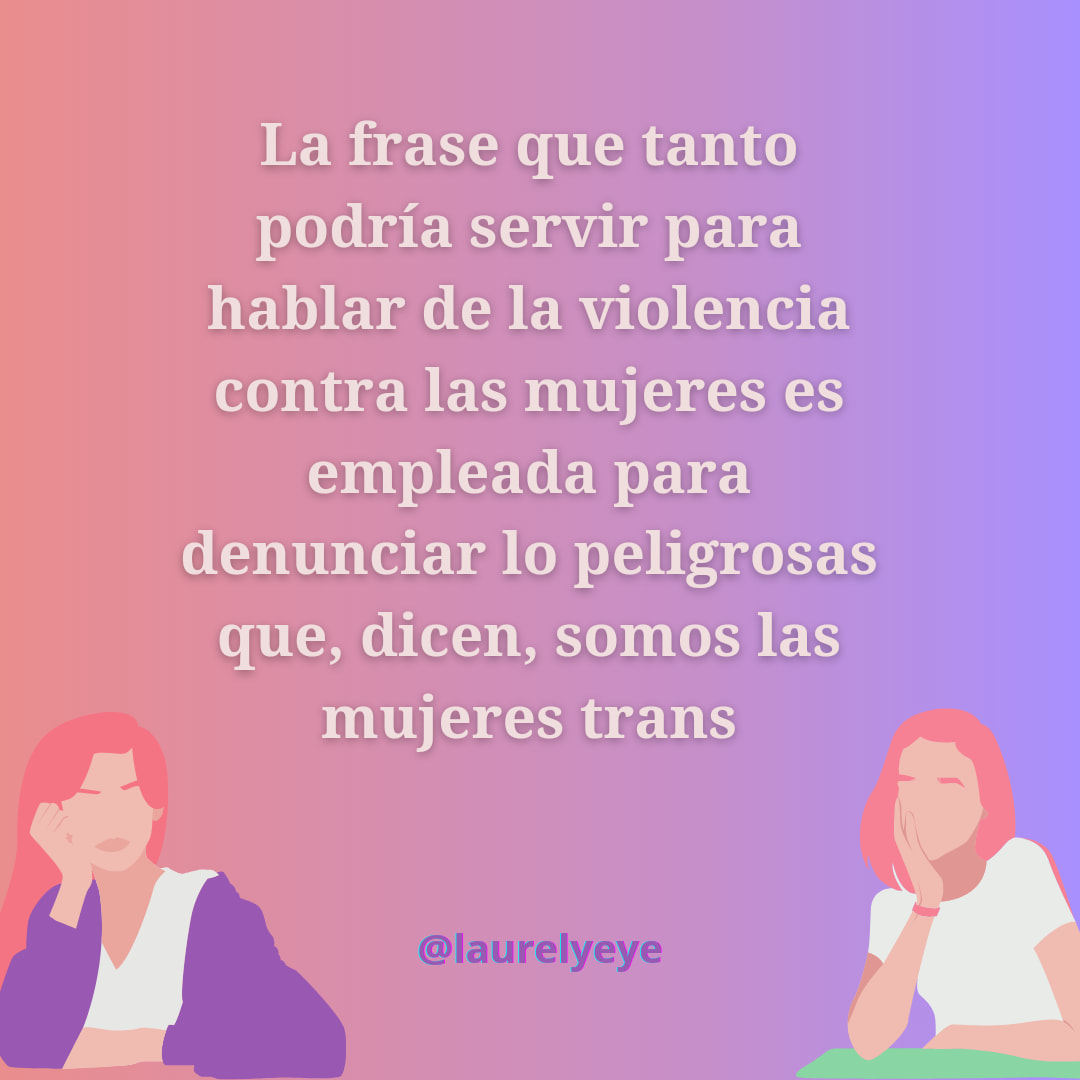 La frase que tanto
podría servir para
hablar de la violencia
contra las mujeres es
empleada para
denunciar lo peligrosas
que, dicen, somos las
mujeres trans
@laurelyeye